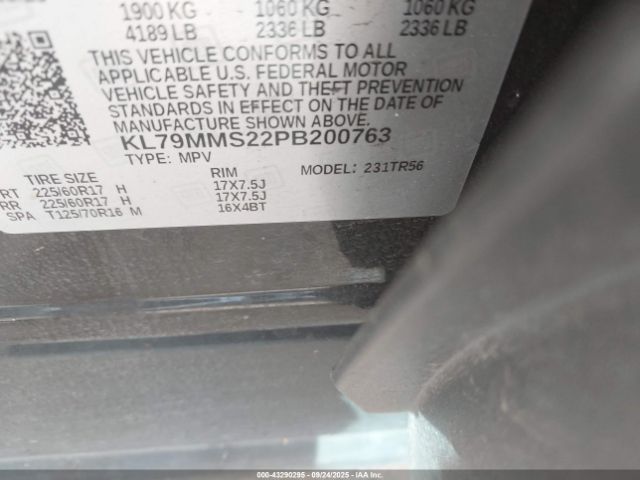 1900 KG 1060 KG 1060 KG
4189 LB 2336 LB 2336 LB
THIS VEHICLE CONFORMS TO ALL
APPLICABLE U.S. FEDERAL MOTOR
VEHICLE SAFETY AND THEFT PREVENTION
STANDARDS IN EFFECT ON THE DATE OF
MANUFACTURE SHOWN ABOVE.
KL79MMS22PB200763
TYPE: MPV MODEL: 231TR56
TIRE SIZE RIM
RT 225/60R17 H 17X7.5J
RR 225/60R17 H 17X7.5J
SPA T125/70R16 M 16X4BT
000-43290295 - 09/24/2025 - IAA Inc.